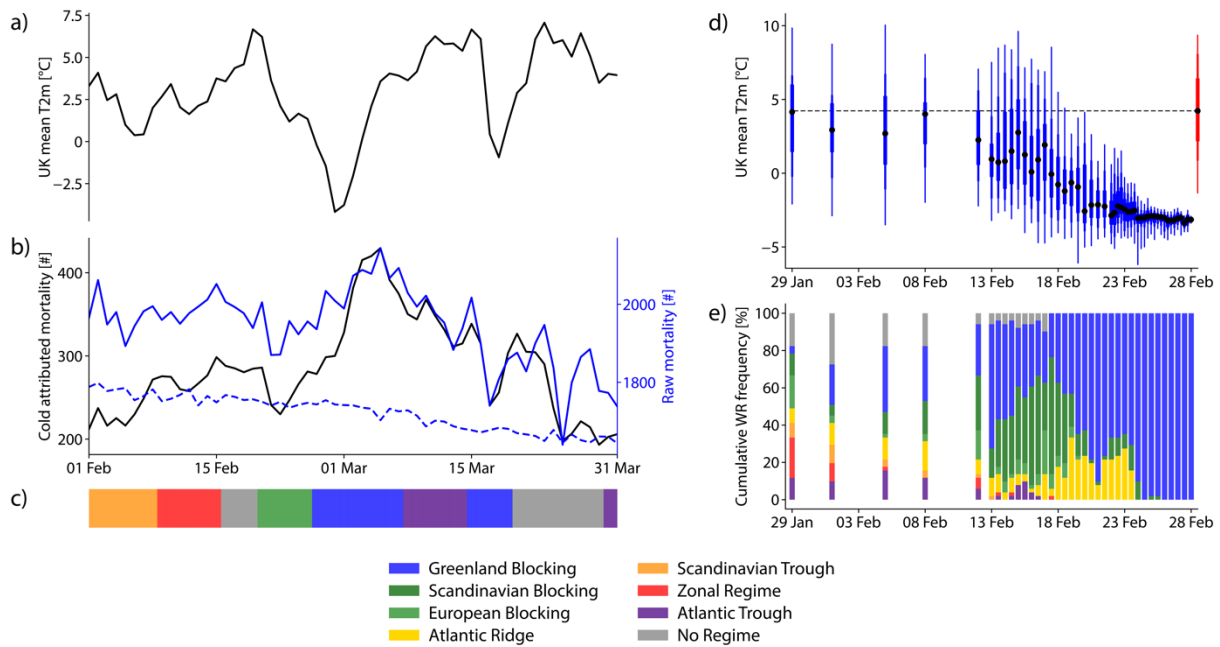 a)
UK mean T2m [°C]
5.0
2.5
0
−2.5
b)
Cold attributed mortality [#]
400
300
200
Raw mortality [#]
2000
1800
01 Feb
15 Feb
01 Mar
15 Mar
31 Mar
c)
d)
UK mean T2m [°C]
10
5
0
−5
29 Jan
03 Feb
08 Feb
13 Feb
18 Feb
23 Feb
28 Feb
e)
Cumulative WR frequency [%]
100
80
60
40
20
0
29 Jan
03 Feb
08 Feb
13 Feb
18 Feb
23 Feb
28 Feb
Greenland Blocking
Scandinavian Blocking
European Blocking
Atlantic Ridge
Scandinavian Trough
Zonal Regime
Atlantic Trough
No Regime